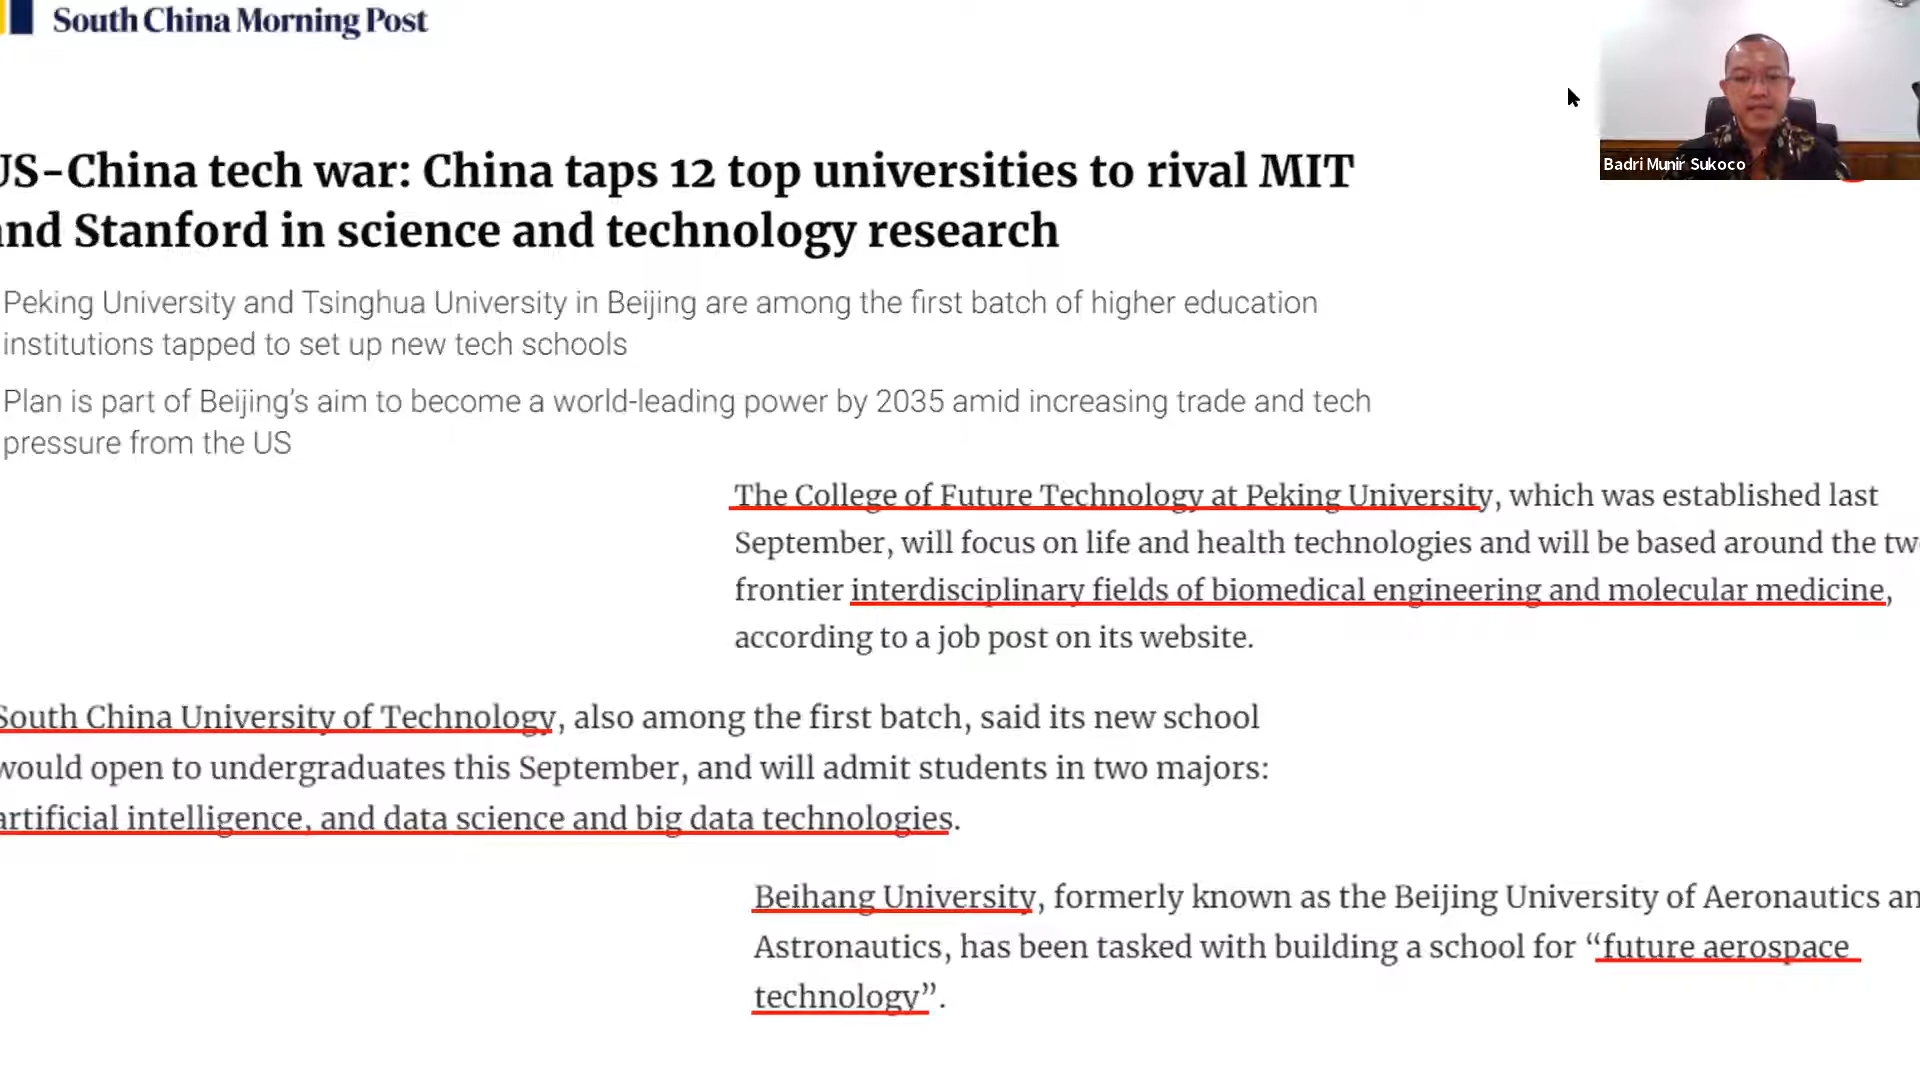 South China Morning Post
Badri Munir Sukoco
US-China tech war: China taps 12 top universities to rival MIT
and Stanford in science and technology research
Peking University and Tsinghua University in Beijing are among the first batch of higher education
institutions tapped to set up new tech schools
Plan is part of Beijing’s aim to become a world-leading power by 2035 amid increasing trade and tech
pressure from the US
The College of Future Technology at Peking University, which was established last
September, will focus on life and health technologies and will be based around the tw
frontier interdisciplinary fields of biomedical engineering and molecular medicine,
according to a job post on its website.
South China University of Technology, also among the first batch, said its new school
would open to undergraduates this September, and will admit students in two majors:
artificial intelligence, and data science and big data technologies.
Beihang University, formerly known as the Beijing University of Aeronautics an
Astronautics, has been tasked with building a school for “future aerospace
technology”.